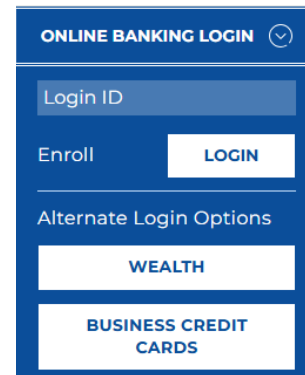 ONLINE BANKING LOGIN
Login ID
Enroll LOGIN
Alternate Login Options
WEALTH
BUSINESS CREDIT
CARDS